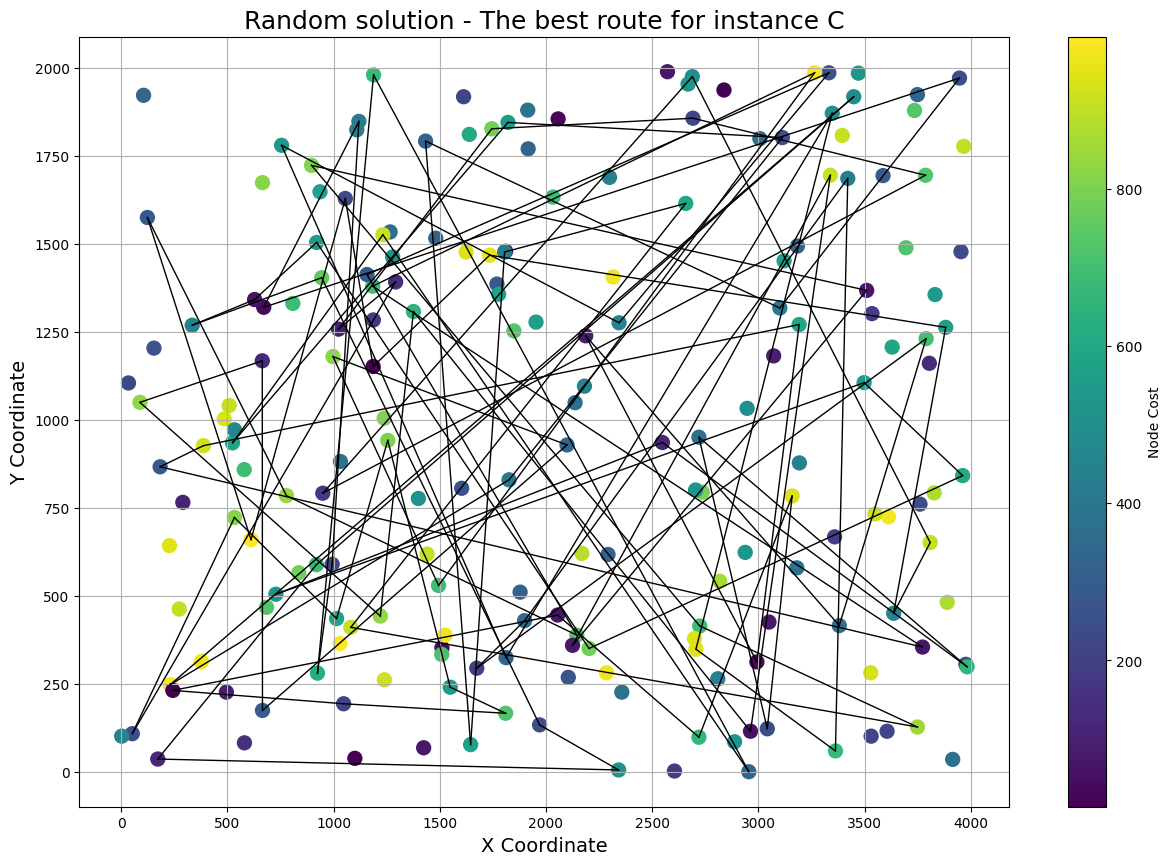 Random solution - The best route for instance C
Y Coordinate
2000
1750
1500
1250
1000
750
500
250
0
0 500 1000 1500 2000 2500 3000 3500 4000
X Coordinate
800
600
400
200
Node Cost